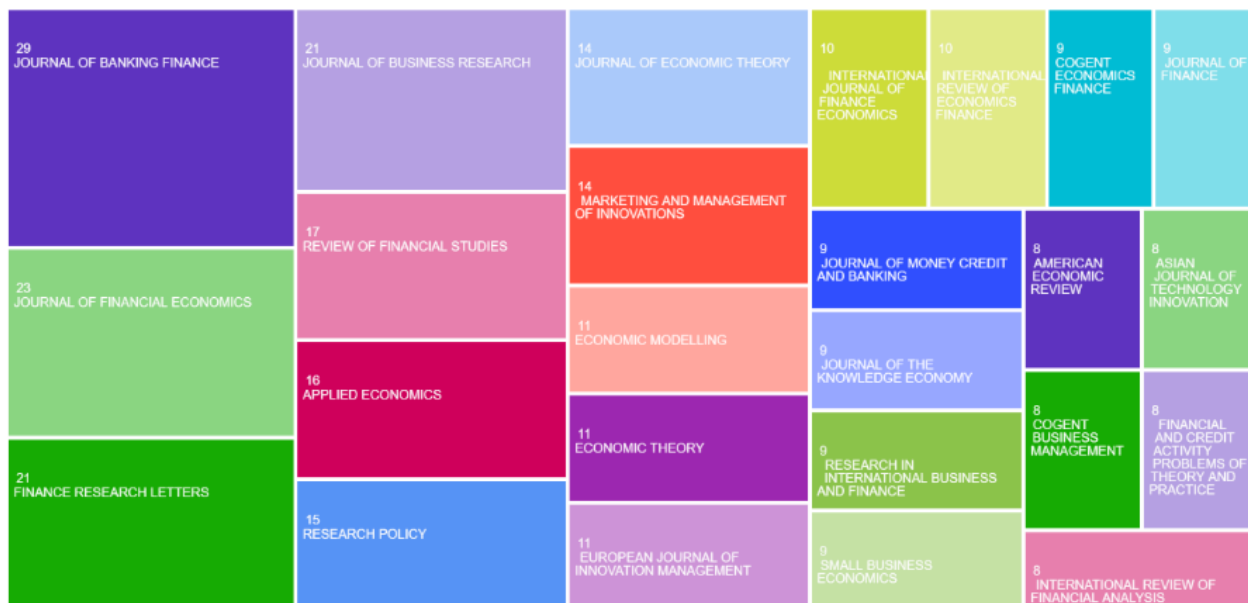 29
JOURNAL OF BANKING FINANCE
23
JOURNAL OF FINANCIAL ECONOMICS
21
FINANCE RESEARCH LETTERS
21
JOURNAL OF BUSINESS RESEARCH
17
REVIEW OF FINANCIAL STUDIES
16
APPLIED ECONOMICS
15
RESEARCH POLICY
14
JOURNAL OF ECONOMIC THEORY
14
MARKETING AND MANAGEMENT
OF INNOVATIONS
11
ECONOMIC MODELLING
11
ECONOMIC THEORY
11
EUROPEAN JOURNAL OF
INNOVATION MANAGEMENT
10
INTERNATIONAL
JOURNAL OF
FINANCE
ECONOMICS
10
INTERNATIONAL
REVIEW OF
ECONOMICS
FINANCE
9
COGENT
ECONOMICS
FINANCE
9
JOURNAL OF
FINANCE
9
JOURNAL OF MONEY CREDIT
AND BANKING
9
JOURNAL OF THE
KNOWLEDGE ECONOMY
9
RESEARCH IN
INTERNATIONAL BUSINESS
AND FINANCE
9
SMALL BUSINESS
ECONOMICS
8
AMERICAN
ECONOMIC
REVIEW
8
ASIAN
JOURNAL OF
TECHNOLOGY
INNOVATION
8
COGENT
BUSINESS
MANAGEMENT
8
FINANCIAL
AND CREDIT
ACTIVITY
PROBLEMS OF
THEORY AND
PRACTICE
8
INTERNATIONAL REVIEW OF
FINANCIAL ANALYSIS